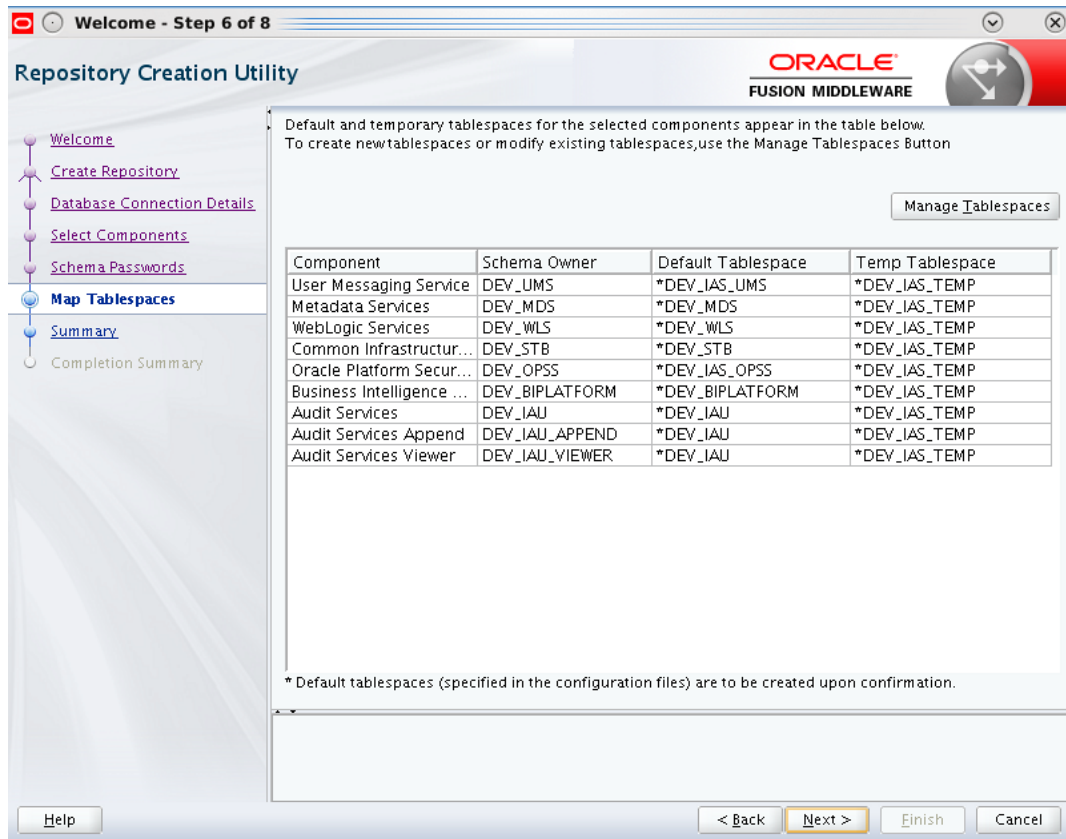 Welcome - Step 6 of 8
Repository Creation Utility
ORACLE
FUSION MIDDLEWARE
Welcome
Create Repository
Database Connection Details
Select Components
Schema Passwords
Map Tablespaces
Summary
Completion Summary
Default and temporary tablespaces for the selected components appear in the table below.
To create new tablespaces or modify existing tablespaces,use the Manage Tablespaces Button
Manage Tablespaces
Component Schema Owner Default Tablespace Temp Tablespace
User Messaging Service DEV_UMS *DEV_IAS_UMS *DEV_IAS_TEMP
Metadata Services DEV_MDS *DEV_MDS *DEV_IAS_TEMP
WebLogic Services DEV_WLS *DEV_WLS *DEV_IAS_TEMP
Common Infrastructur... DEV_STB *DEV_STB *DEV_IAS_TEMP
Oracle Platform Secur... DEV_OPSS *DEV_IAS_OPSS *DEV_IAS_TEMP
Business Intelligence ... DEV_BIPLATFORM *DEV_BIPLATFORM *DEV_IAS_TEMP
Audit Services DEV_IAU *DEV_IAU *DEV_IAS_TEMP
Audit Services Append DEV_IAU_APPEND *DEV_IAU *DEV_IAS_TEMP
Audit Services Viewer DEV_IAU_VIEWER *DEV_IAU *DEV_IAS_TEMP
* Default tablespaces (specified in the configuration files) are to be created upon confirmation.
Help
< Back
Next >
Finish
Cancel